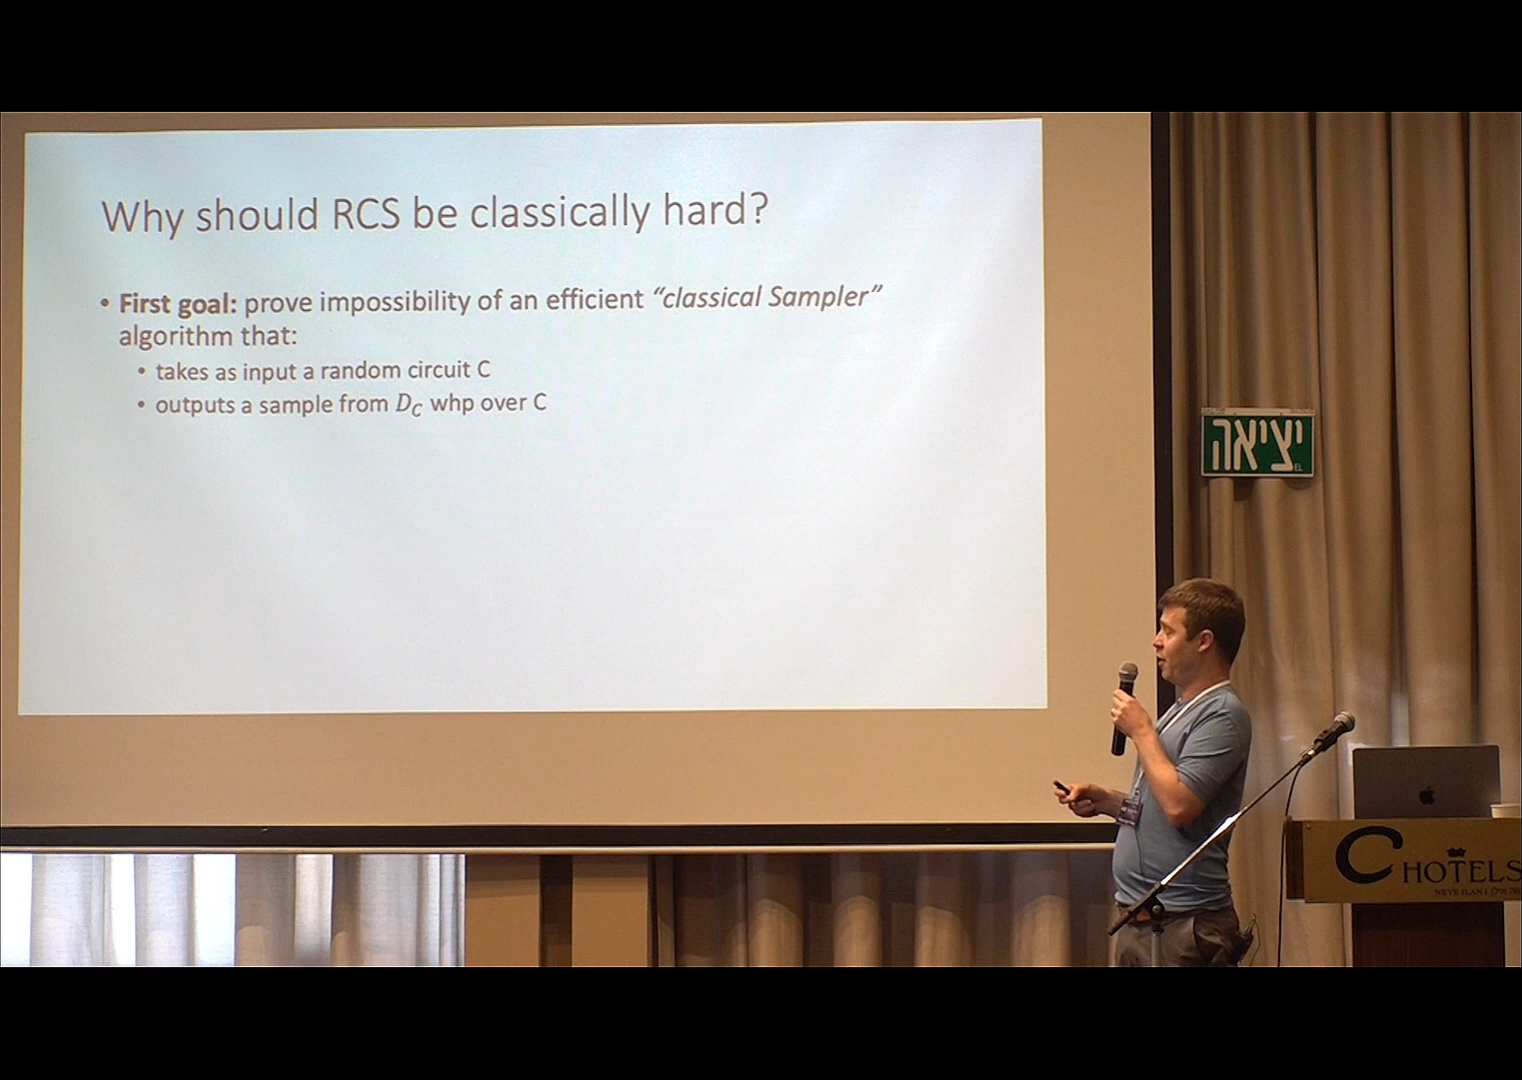 Why should RCS be classically hard?
• First goal: prove impossibility of an efficient “classical Sampler”
algorithm that:
• takes as input a random circuit C
• outputs a sample from D_C whp over C
יציאה
EL
C HOTELS